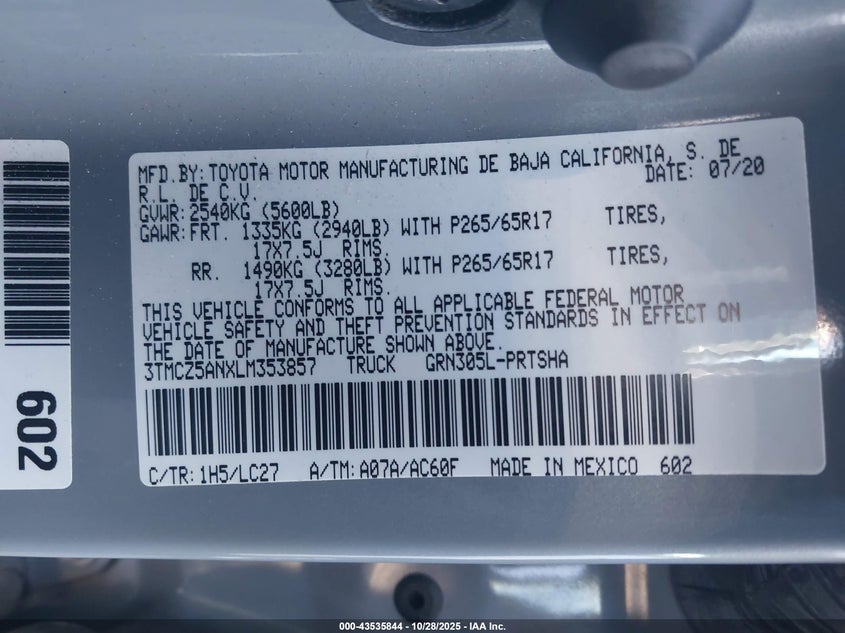 MFD.BY:TOYOTA MOTOR MANUFACTURING DE BAJA CALIFORNIA, S. DE
R.L. DE C.V. DATE: 07/20
GVWR:2540KG (5600LB)
GAWR:FRT. 1335KG (2940LB) WITH P265/65R17 TIRES,
17X7.5J RIMS.
RR. 1490KG (3280LB) WITH P265/65R17 TIRES,
17X7.5J RIMS.
THIS VEHICLE CONFORMS TO ALL APPLICABLE FEDERAL MOTOR
VEHICLE SAFETY AND THEFT PREVENTION STANDARDS IN EFFECT ON
THE DATE OF MANUFACTURE SHOWN ABOVE.
3TMCZ5ANXLM353857 TRUCK GRN305L-PRTSHA
C/TR:1H5/LC27 A/TM:A07A/AC60F MADE IN MEXICO 602
602
000-43535844 | 10/28/2025 - IAA Inc.